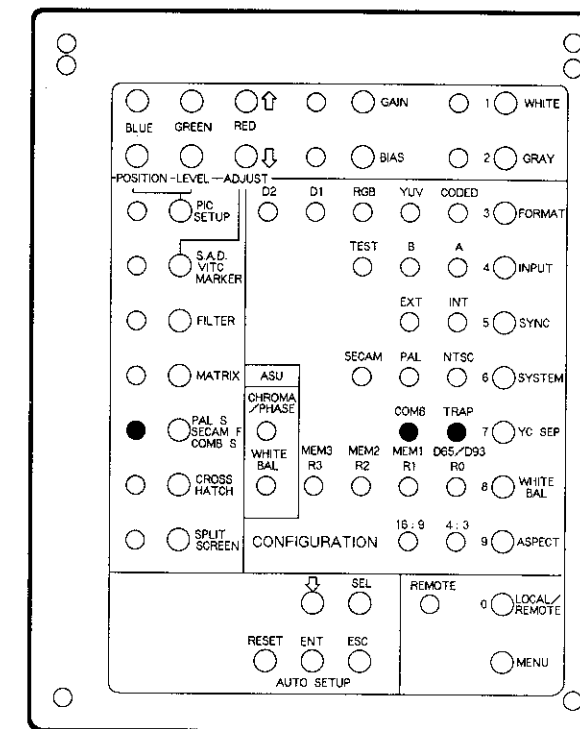 GAIN 1 WHITE
BLUE GREEN RED
BIAS 2 GRAY
POSITION LEVEL ADJUST
D2 D1 RGB YUV CODED
PIC
SETUP
3 FORMAT
TEST B A
S.A.D.
VITC
MARKER
4 INPUT
EXT INT
FILTER
5 SYNC
SECAM PAL NTSC
MATRIX
ASU
6 SYSTEM
CHROMA
/PHASE
COMB TRAP
PAL S
SECAM F
COMB S
7 YC SEP
WHITE
BAL
MEM3 MEM2 MEM1 D65/D93
R3 R2 R1 R0
CROSS
HATCH
8 WHITE
BAL
16:9 4:3
SPLIT
SCREEN
CONFIGURATION
9 ASPECT
SEL REMOTE
0 LOCAL/
REMOTE
RESET ENT ESC
MENU
AUTO SETUP